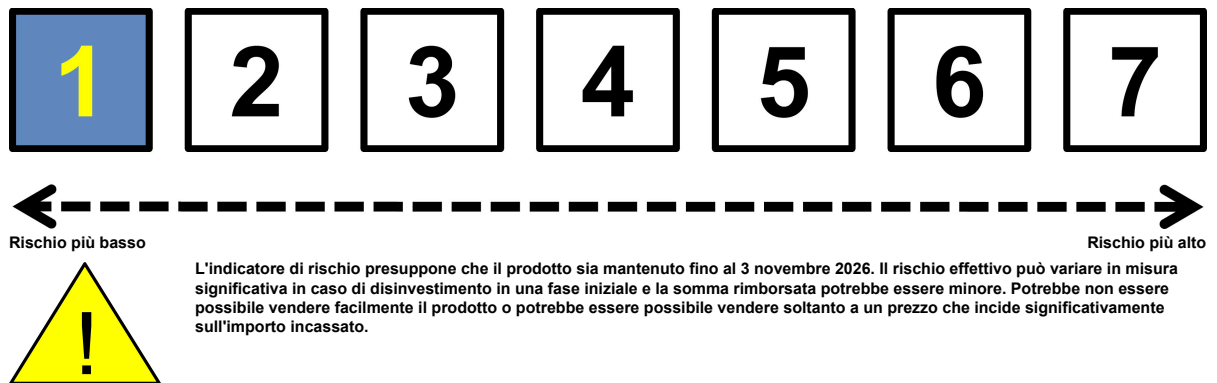 1 2 3 4 5 6 7
Rischio più basso Rischio più alto
L'indicatore di rischio presuppone che il prodotto sia mantenuto fino al 3 novembre 2026. Il rischio effettivo può variare in misura
significativa in caso di disinvestimento in una fase iniziale e la somma rimborsata potrebbe essere minore. Potrebbe non essere
possibile vendere facilmente il prodotto o potrebbe essere possibile vendere soltanto a un prezzo che incide significativamente
sull'importo incassato.
!